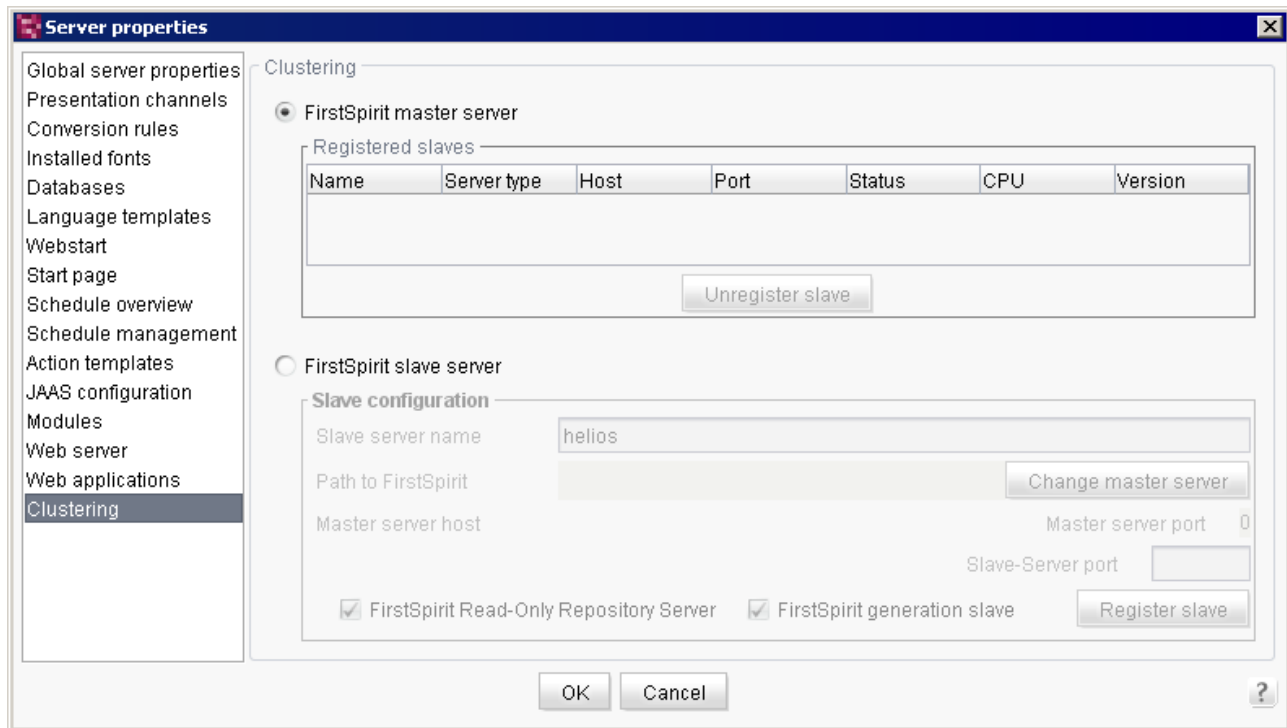 Server properties
Global server properties
Presentation channels
Conversion rules
Installed fonts
Databases
Language templates
Webstart
Start page
Schedule overview
Schedule management
Action templates
JAAS configuration
Modules
Web server
Web applications
Clustering
Clustering
FirstSpirit master server
Registered slaves
Name Server type Host Port Status CPU Version
Unregister slave
FirstSpirit slave server
Slave configuration
Slave server name helios
Path to FirstSpirit Change master server
Master server host Master server port 0
Slave-Server port
FirstSpirit Read-Only Repository Server FirstSpirit generation slave Register slave
OK Cancel ?